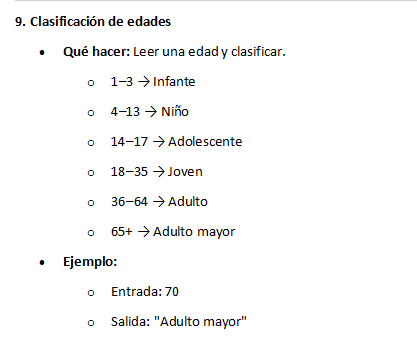 9. Clasificación de edades
• Qué hacer: Leer una edad y clasificar.
o 1–3 → Infante
o 4–13 → Niño
o 14–17 → Adolescente
o 18–35 → Joven
o 36–64 → Adulto
o 65+ → Adulto mayor
• Ejemplo:
o Entrada: 70
o Salida: "Adulto mayor"